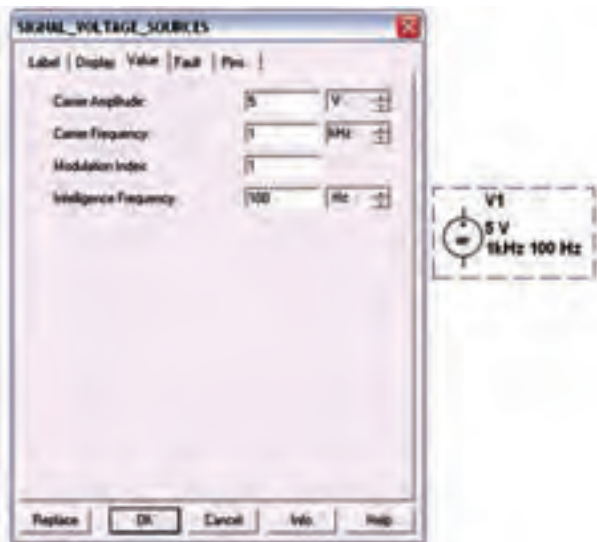 SIGNAL_VOLTAGE_SOURCES
Label Display Value Fault Pins
Carrier Amplitude: 5 V
Carrier Frequency: 1 kHz
Modulation Index: 1
Intelligence Frequency: 100 Hz
V1
5 V
1kHz 100 Hz
Replace OK Cancel Info Help